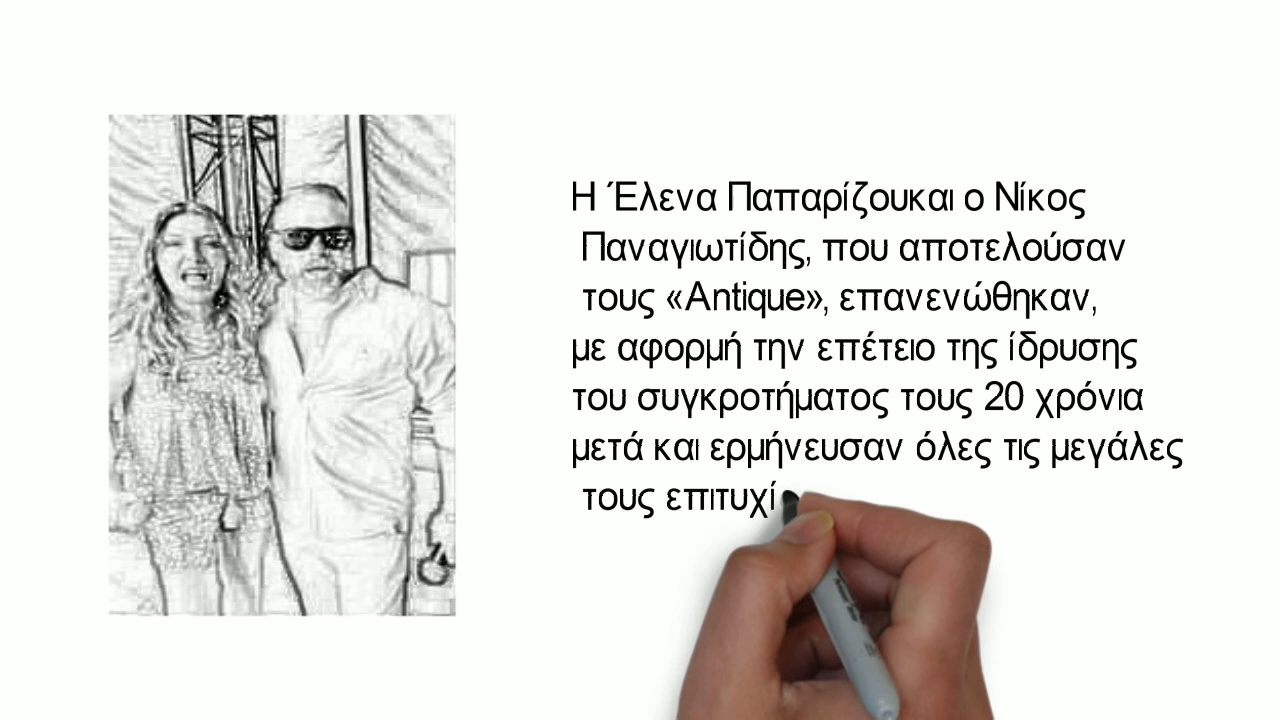 Η Έλενα Παπαρίζουκαι ο Νίκος
Παναγιωτίδης, που αποτελούσαν
τους «Antique», επανενώθηκαν,
με αφορμή την επέτειο της ίδρυσης
του συγκροτήματος τους 20 χρόνια
μετά και ερμήνευσαν όλες τις μεγάλες
τους επιτυχί